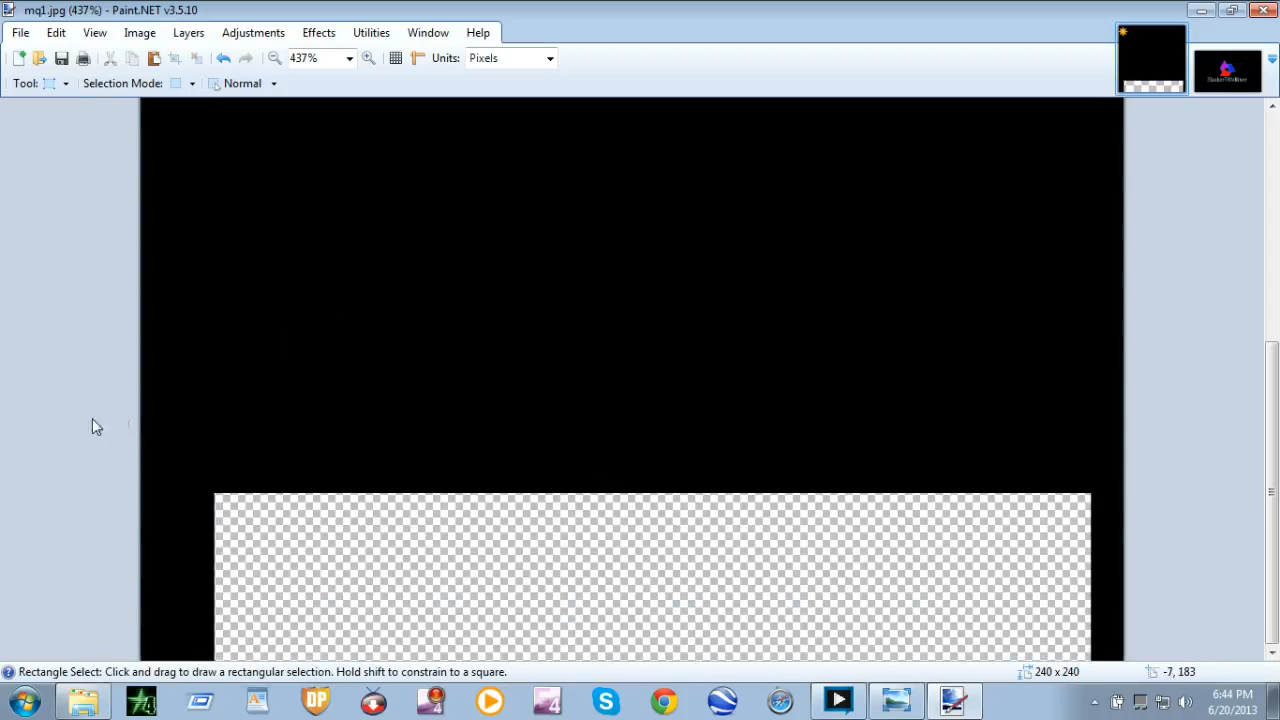 mq1.jpg (437%) - Paint.NET v3.5.10
File Edit View Image Layers Adjustments Effects Utilities Window Help
437% Units: Pixels
Tool: Selection Mode: Normal
Rectangle Select: Click and drag to draw a rectangular selection. Hold shift to constrain to a square. 240 x 240 -7, 183
DP 4
6:44 PM
6/20/2013